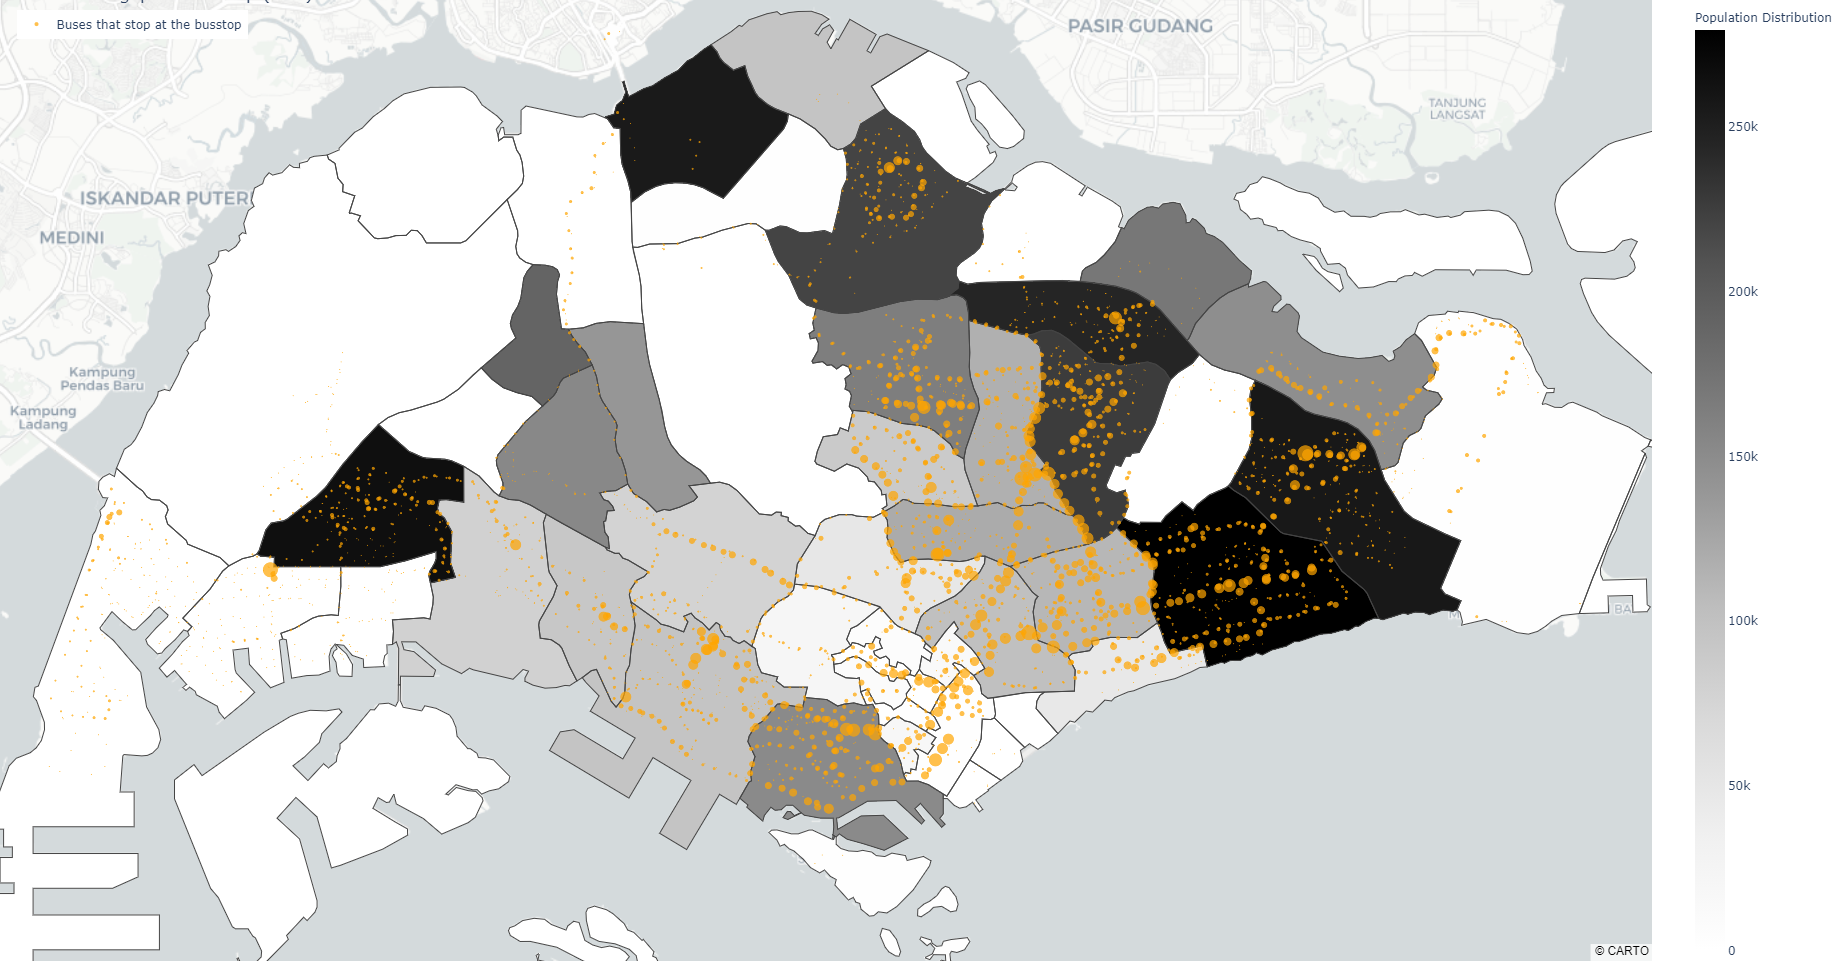 Buses that stop at the busstop
PASIR GUDANG
Population Distribution
TANJUNG
LANGSAT
250k
ISKANDAR PUTERI
MEDINI
200k
Kampung
Pendas Baru
Kampung
Ladang
150k
BA
100k
50k
0
© CARTO